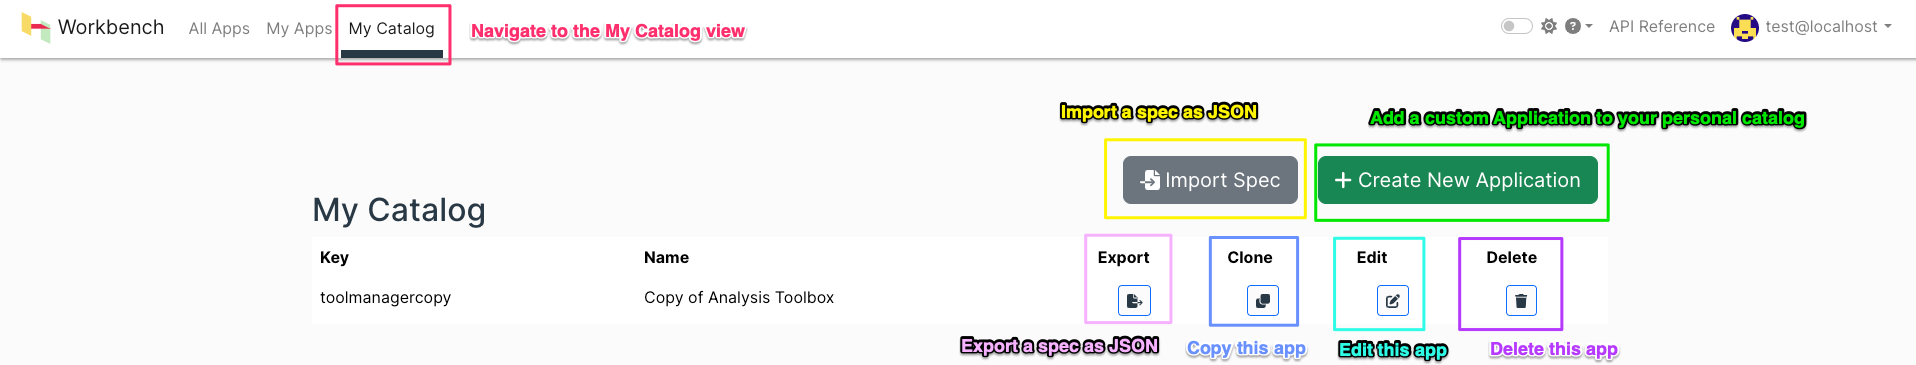 Workbench All Apps My Apps My Catalog Navigate to the My Catalog view API Reference test@localhost
Import a spec as JSON Add a custom Application to your personal catalog
Import Spec + Create New Application
My Catalog
Key Name Export Clone Edit Delete
toolmanagercopy Copy of Analysis Toolbox
Export a spec as JSON Copy this app Edit this app Delete this app